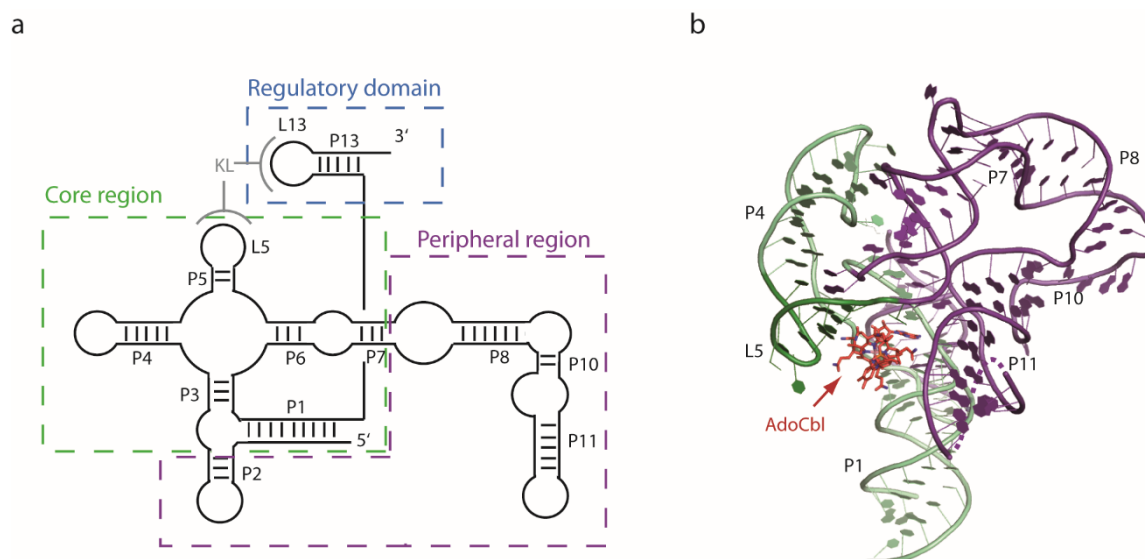 a
Regulatory domain
L13
P13
3‘
KL
Core region
L5
P5
Peripheral region
P4
P6
P7
P8
P10
P3
P1
5‘
P11
P2
b
P8
P7
P4
P10
L5
P11
AdoCbl
P1